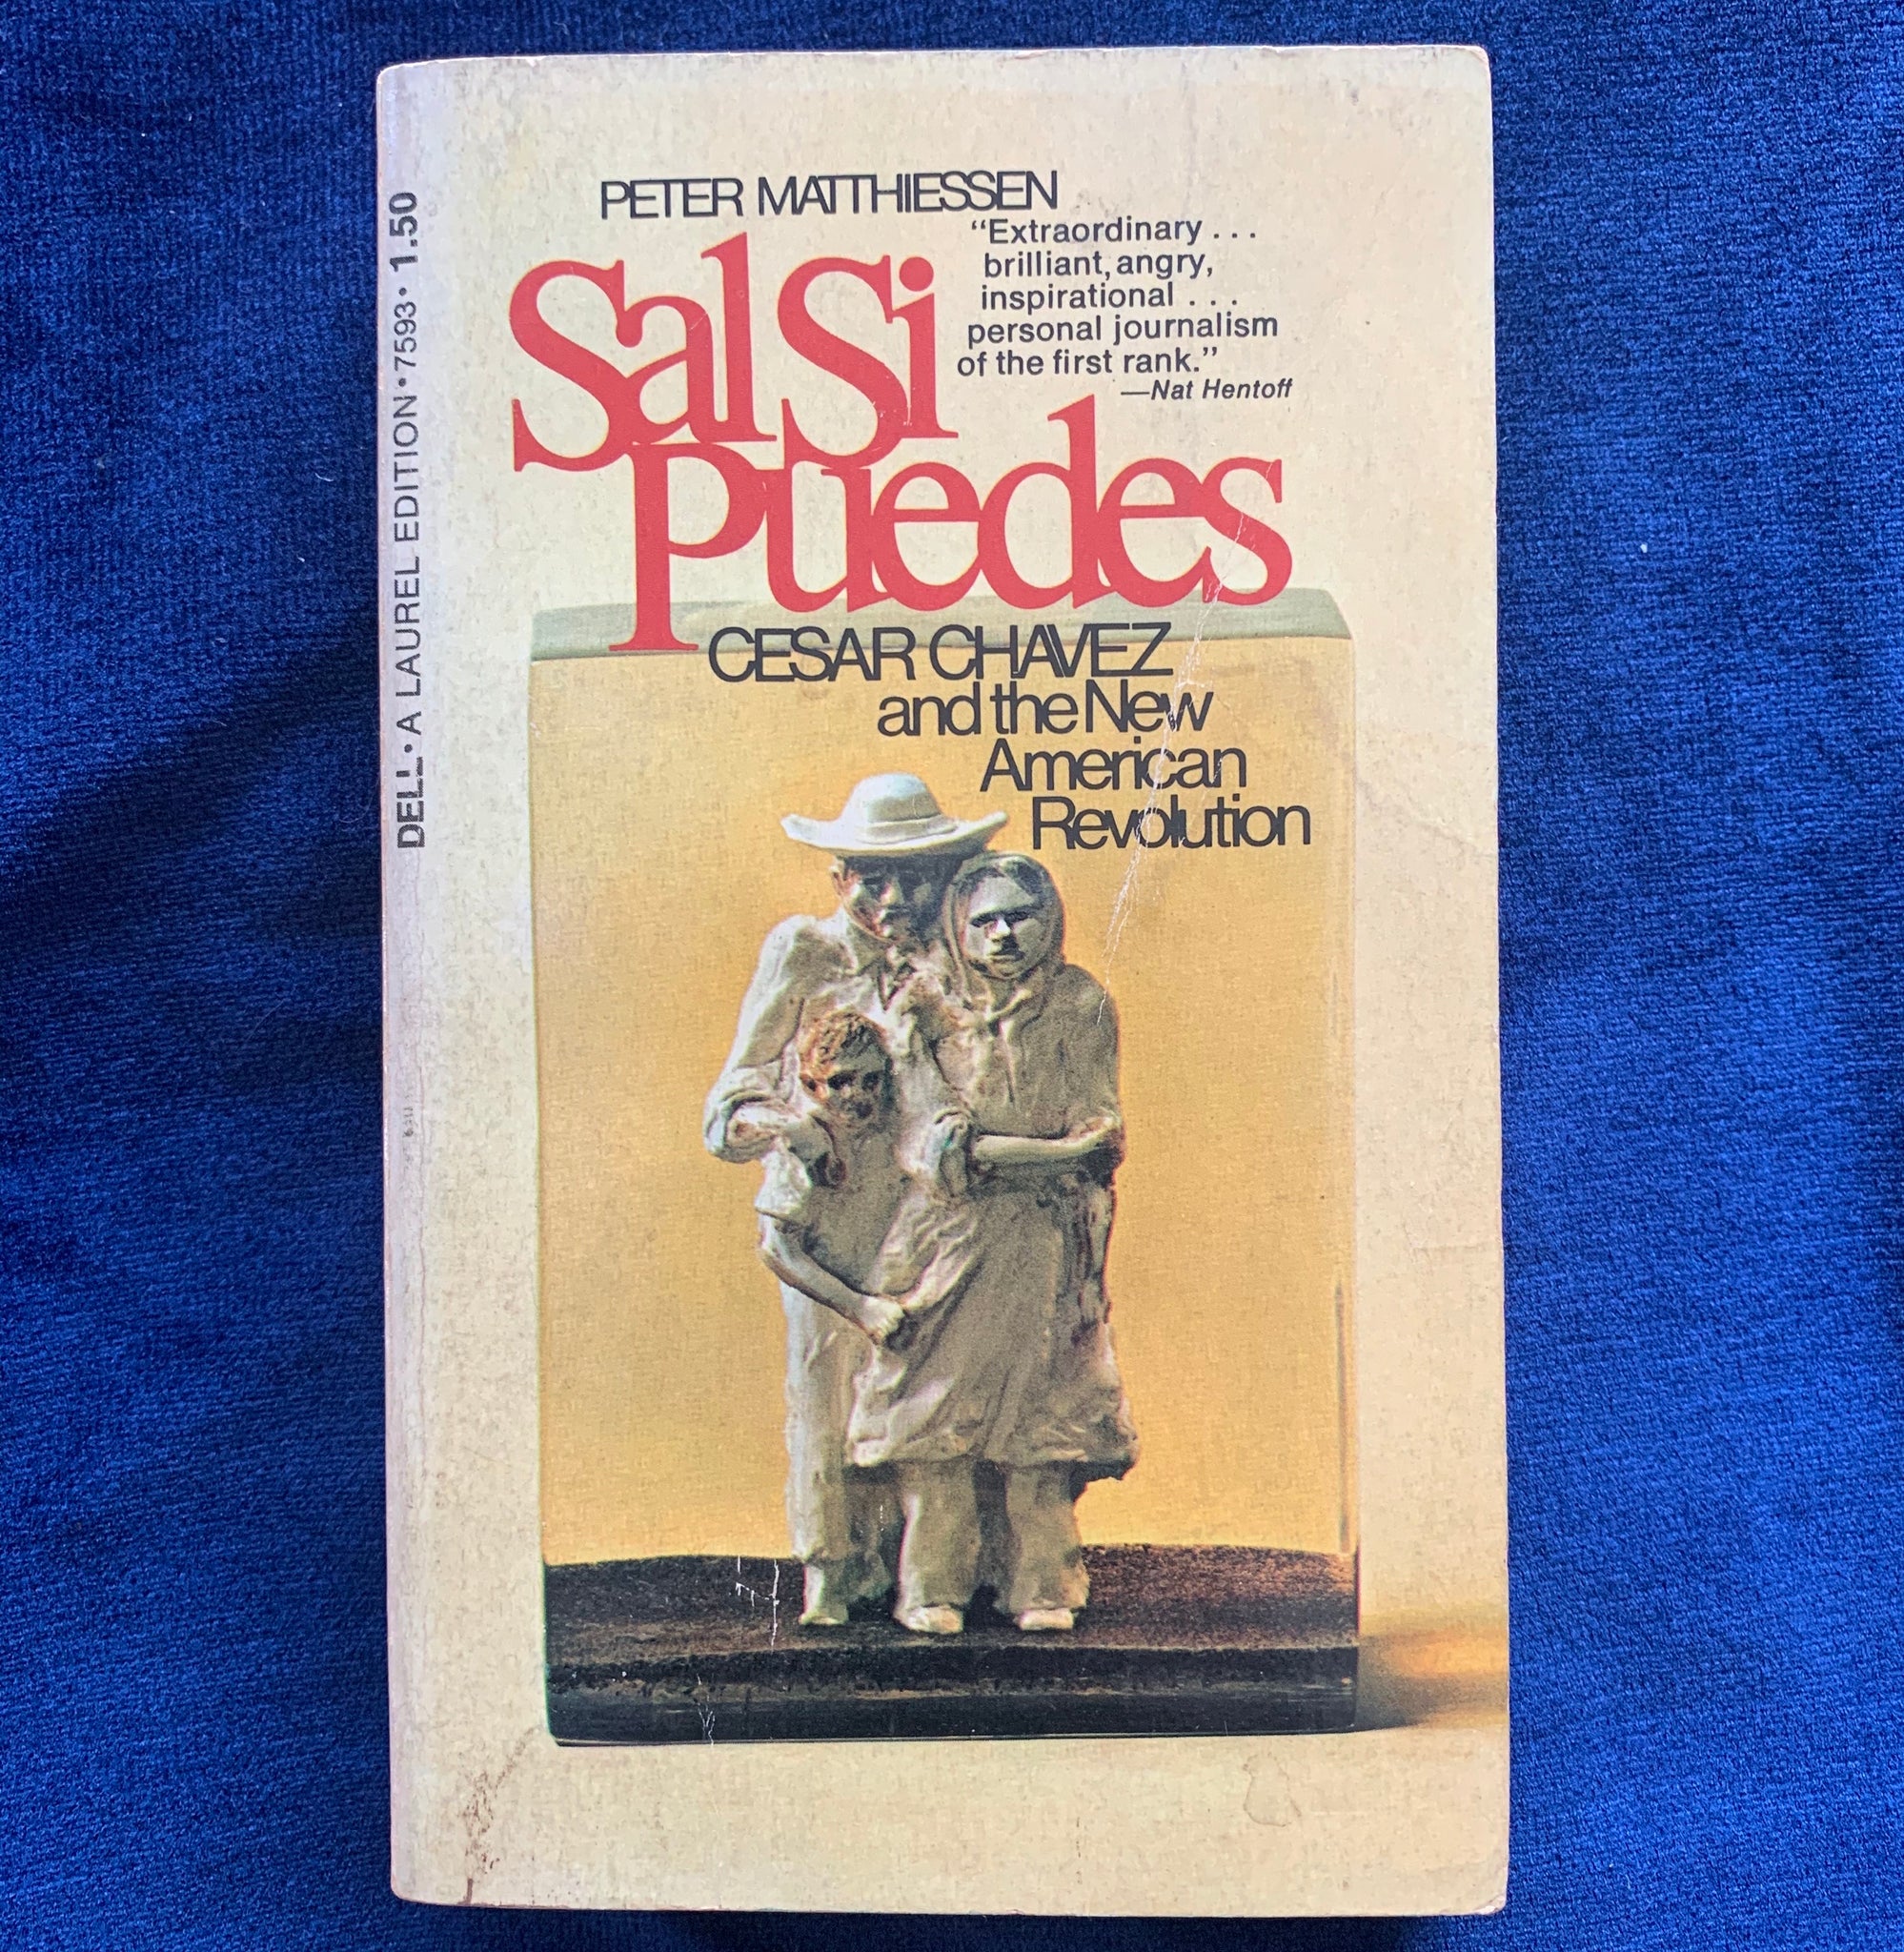 PETER MATTHIESSEN
"Extraordinary . . .
brilliant, angry,
inspirational . . .
personal journalism
of the first rank."
—Nat Hentoff
Sal Si
Puedes
CESAR CHAVEZ
and the New
American
Revolution
DELL • A LAUREL EDITION • 7593 • 1.50